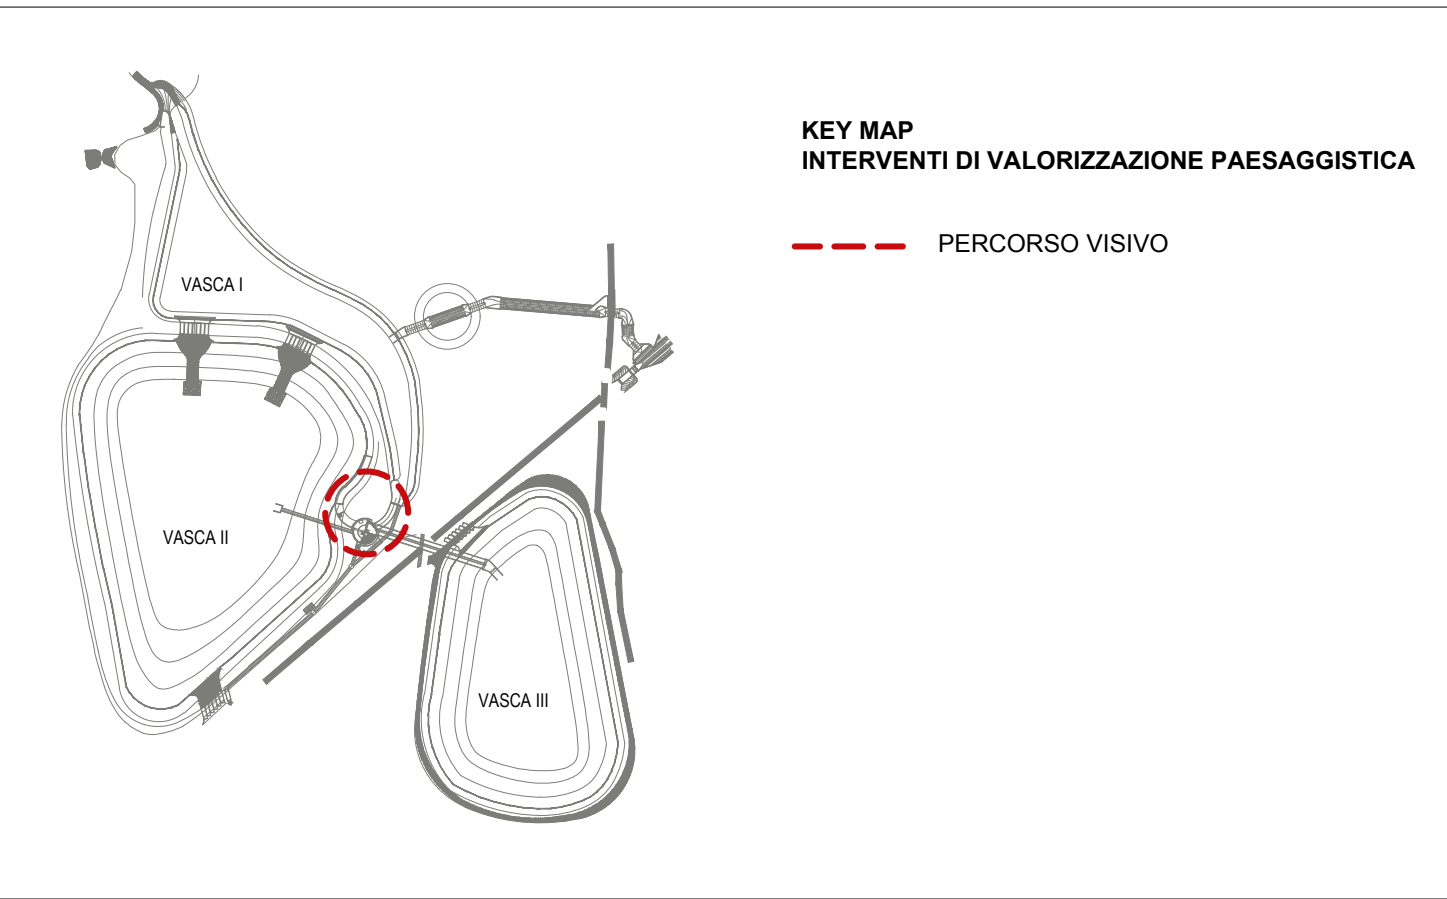 KEY MAP
INTERVENTI DI VALORIZZAZIONE PAESAGGISTICA
PERCORSO VISIVO
VASCA I
VASCA II
VASCA III